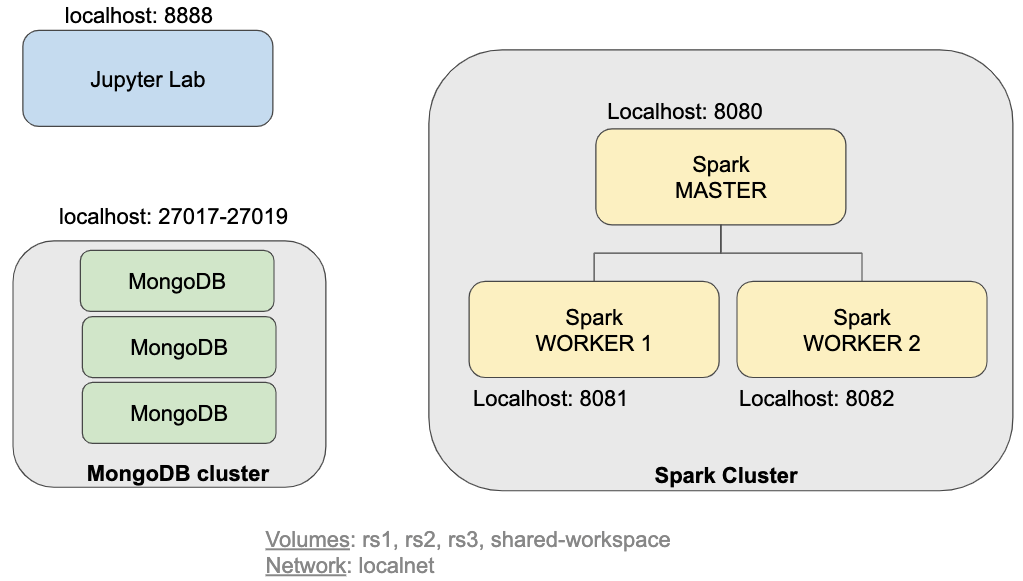 localhost: 8888
Jupyter Lab
localhost: 27017-27019
MongoDB
MongoDB
MongoDB
MongoDB cluster
Localhost: 8080
Spark
MASTER
Spark
WORKER 1
Spark
WORKER 2
Localhost: 8081
Localhost: 8082
Spark Cluster
Volumes: rs1, rs2, rs3, shared-workspace
Network: localnet